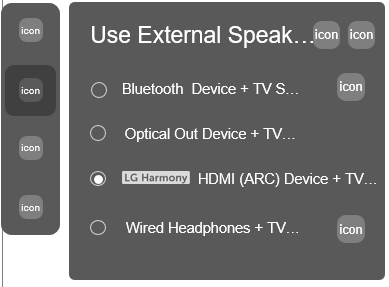 icon
icon
icon
icon
Use External Speak... icon icon
Bluetooth Device + TV S... icon
Optical Out Device + TV...
LG Harmony HDMI (ARC) Device + TV...
Wired Headphones + TV... icon